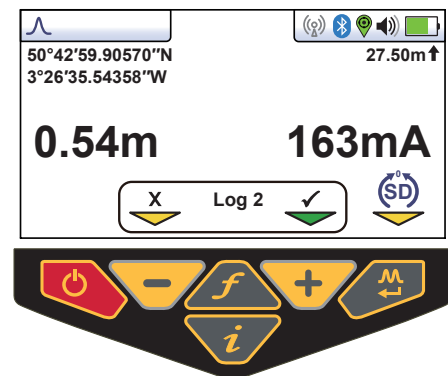 50°42′59.90570″N
27.50m
3°26′35.54358″W
0.54m
163mA
X
Log 2
✓
0
SD
−
f
+
i